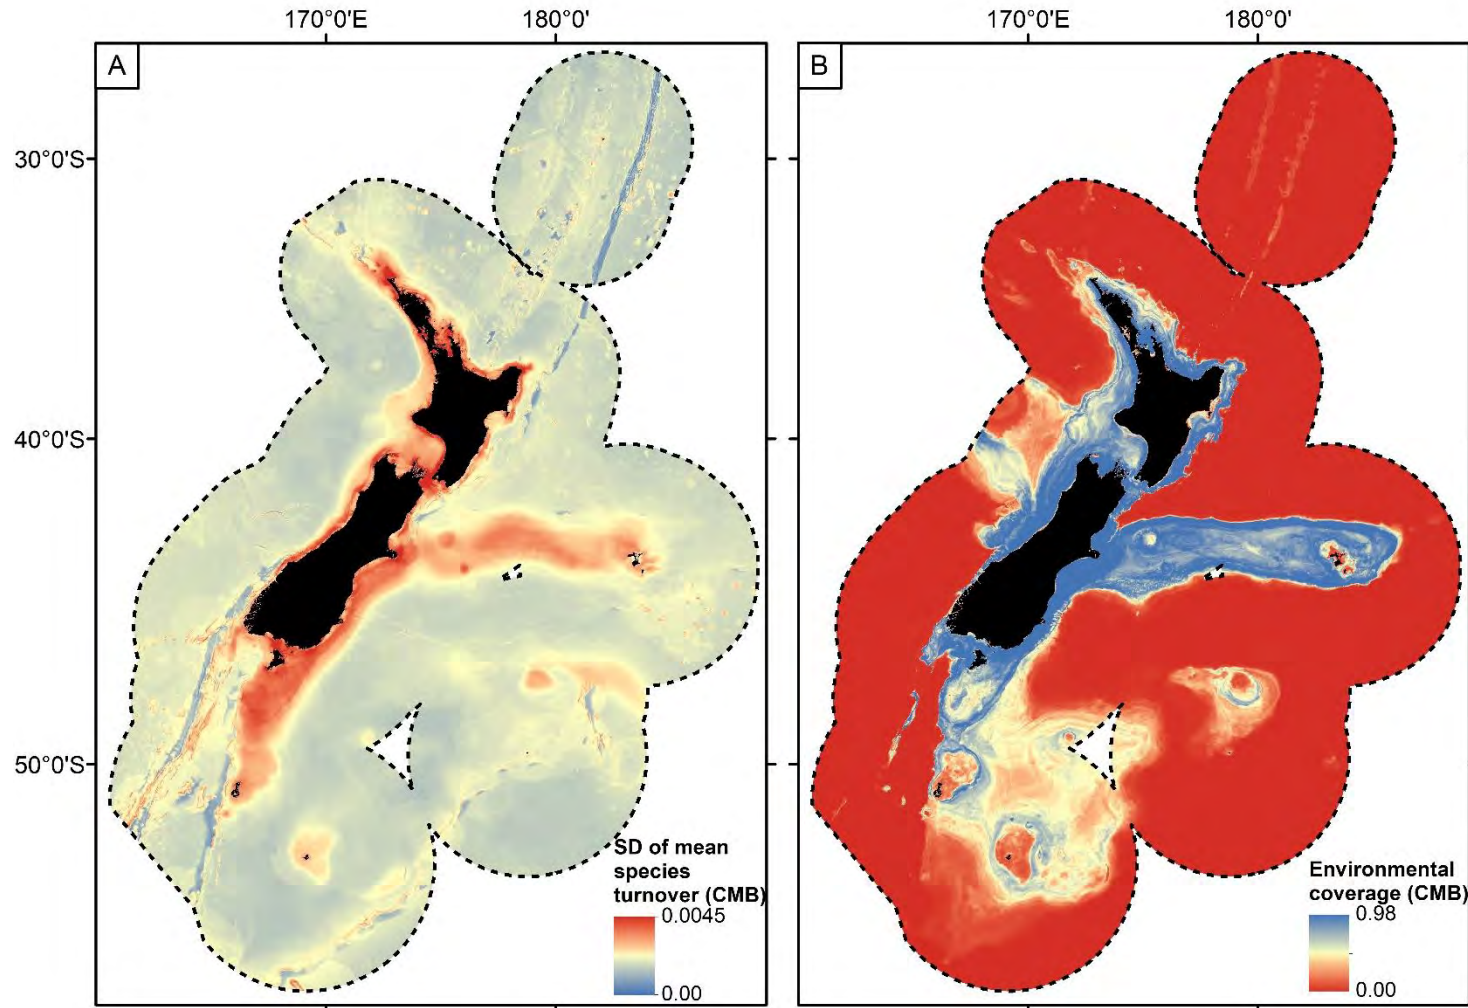 170°0'E
180°0'
170°0'E
180°0'
A
B
30°0'S
40°0'S
50°0'S
SD of mean
species
turnover (CMB)
0.0045
0.00
Environmental
coverage (CMB)
0.98
0.00